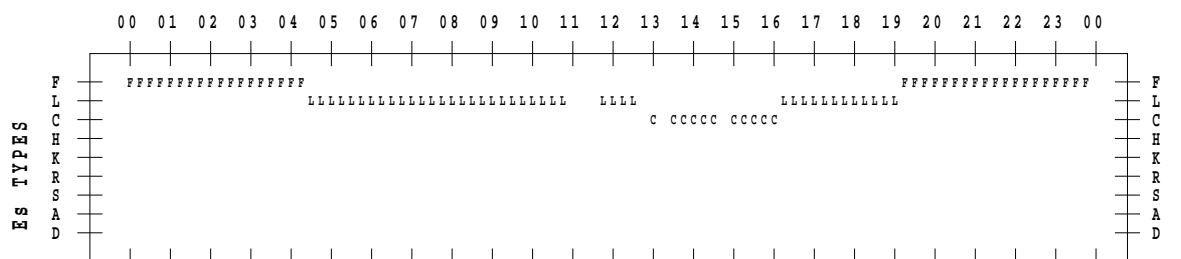 00 01 02 03 04 05 06 07 08 09 10 11 12 13 14 15 16 17 18 19 20 21 22 23 00
F FFFFFFFFFFFFFFFFFF FFFFFFFFFFFFFFFFFFF F
L LLLLLLLLLLLLLLLLLLLLLLLLLL LLLL LLLLLLLLLLLL L
C C CCCCC CCCCC C
H H
K K
R R
S S
A A
D D
Es TYPES